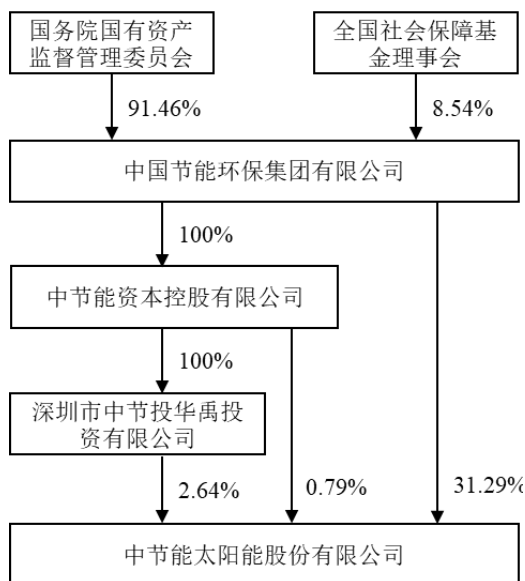 国务院国有资产
监督管理委员会
全国社会保障基
金理事会
91.46%
8.54%
中国节能环保集团有限公司
100%
中节能资本控股有限公司
100%
深圳市中节投华禹投
资有限公司
2.64%
0.79%
31.29%
中节能太阳能股份有限公司